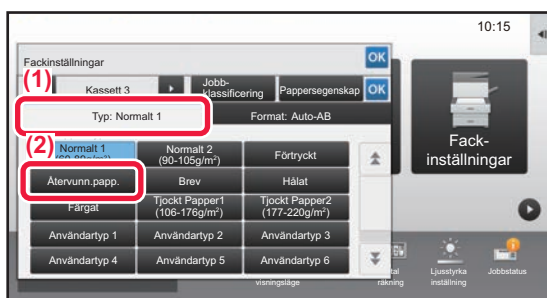 10:15
Fackinställningar
OK
(1)
Kassett 3
Jobb-
klassificering
Pappersegenskap
OK
Typ: Normalt 1
Format: Auto-AB
(2)
Normalt 1
Normalt 2
(90-105g/m²)
Förtryckt
Återvunn.papp.
Brev
Hålat
Färgat
Tjockt Papper1
(106-176g/m²)
Tjockt Papper2
(177-220g/m²)
Användartyp 1
Användartyp 2
Användartyp 3
Användartyp 4
Användartyp 5
Användartyp 6
Fack-
inställningar
visningsläge
räkning
Ljusstyrka
inställning
Jobbstatus